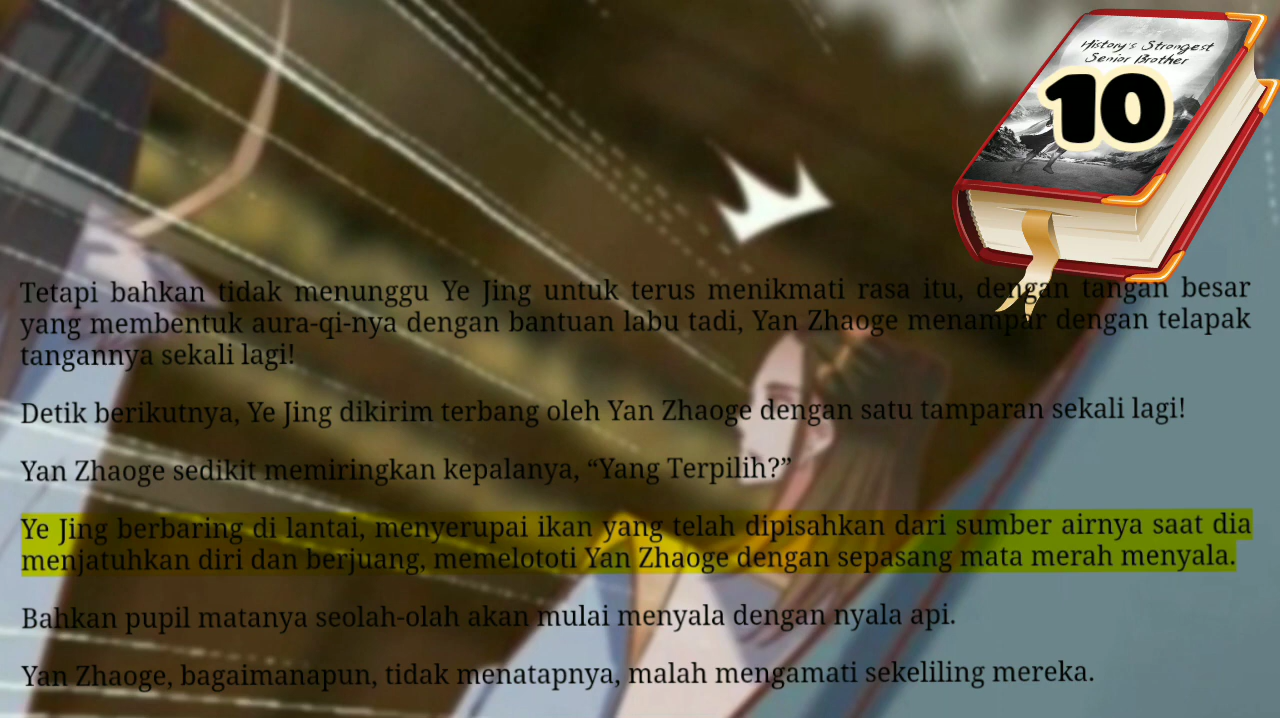 History's Strongest
Senior Brother
10
Tetapi bahkan tidak menunggu Ye Jing untuk terus menikmati rasa itu, dengan tangan besar
yang membentuk aura-qi-nya dengan bantuan labu tadi, Yan Zhaoge menampar dengan telapak
tangannya sekali lagi!
Detik berikutnya, Ye Jing dikirim terbang oleh Yan Zhaoge dengan satu tamparan sekali lagi!
Yan Zhaoge sedikit memiringkan kepalanya, “Yang Terpilih?”
Ye Jing berbaring di lantai, menyerupai ikan yang telah dipisahkan dari sumber airnya saat dia
menjatuhkan diri dan berjuang, memelototi Yan Zhaoge dengan sepasang mata merah menyala.
Bahkan pupil matanya seolah-olah akan mulai menyala dengan nyala api.
Yan Zhaoge, bagaimanapun, tidak menatapnya, malah mengamati sekeliling mereka.